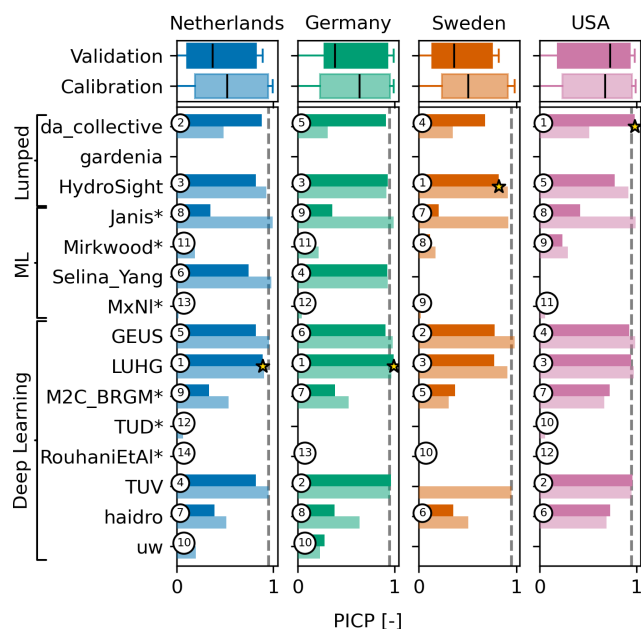 Netherlands Germany Sweden USA
Validation
Calibration
Lumped
da_collective 2 5 4 1
gardenia
HydroSight 3 3 1 5
ML
Janis* 8 9 7 8
Mirkwood* 11 11 8 9
Selina_Yang 6 4
MxNl* 13 12 9 11
Deep Learning
GEUS 5 6 2 4
LUHG 1 1 3 3
M2C_BRGM* 9 7 5 7
TUD* 12 10
RouhaniEtAl* 14 13 10 12
TUV 4 2 2
haidro 7 8 6 6
uw 10 10
0 1 0 1 0 1 0 1
PICP [-]